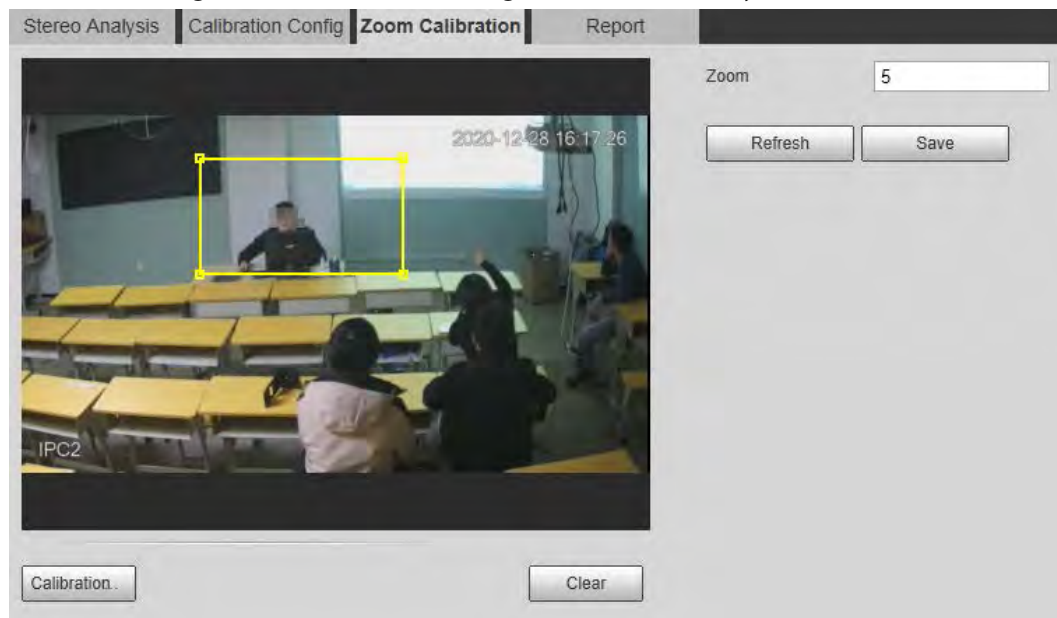 Stereo Analysis Calibration Config Zoom Calibration Report
Zoom 5
2020-12-28 16:17:26
Refresh Save
IPC2
Calibration..
Clear